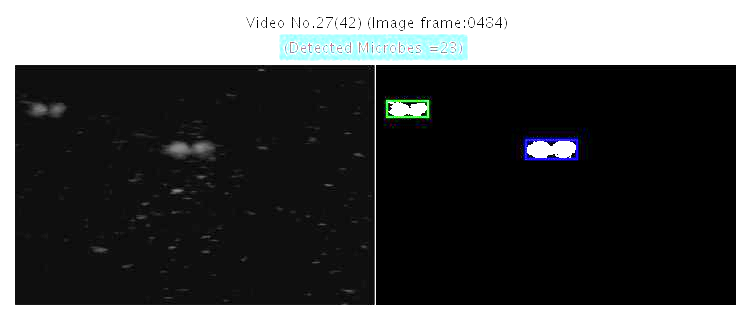 Video No.27(42) (Image frame:0484)
(Detected Microbes =23)